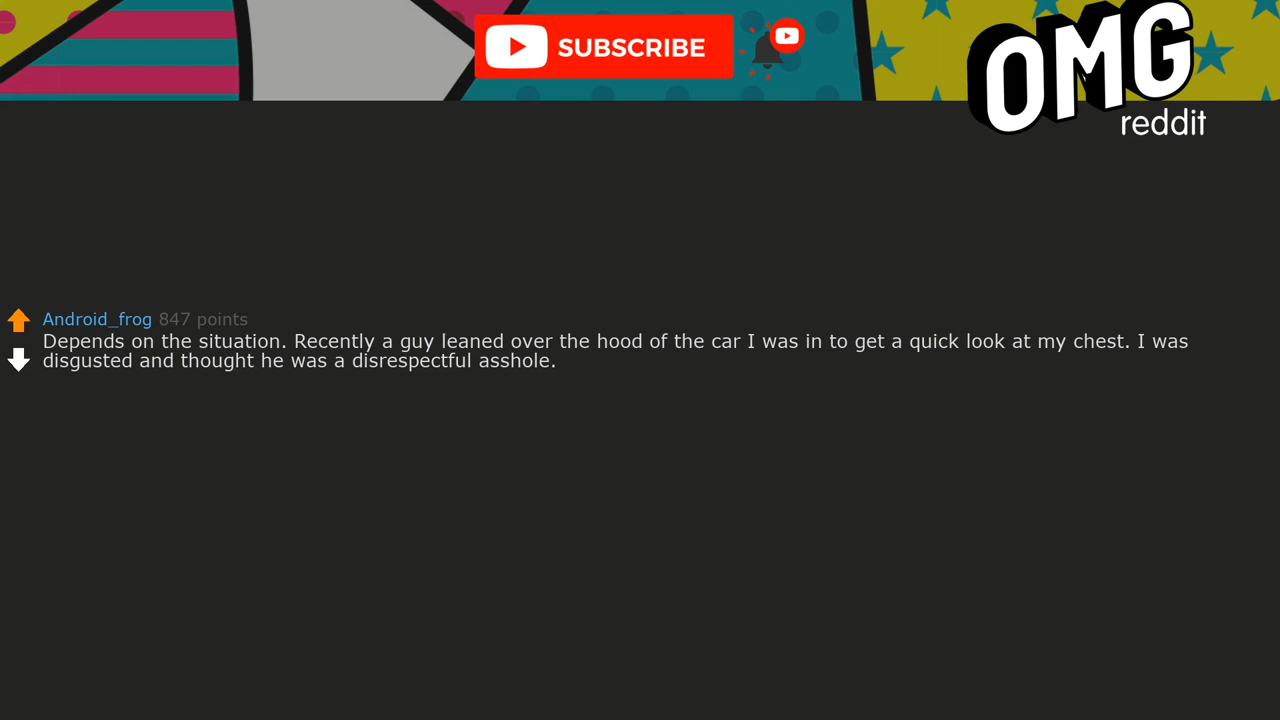 SUBSCRIBE
OMG
reddit
Android_frog 847 points
Depends on the situation. Recently a guy leaned over the hood of the car I was in to get a quick look at my chest. I was
disgusted and thought he was a disrespectful asshole.